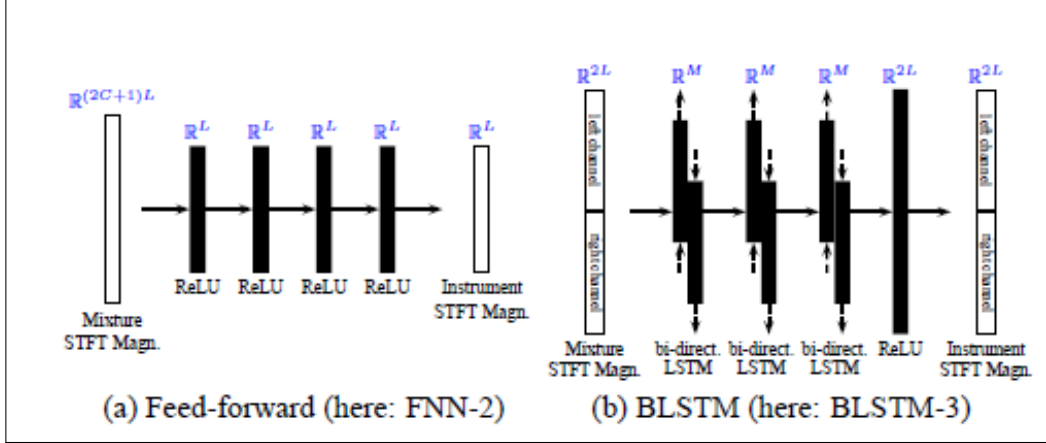 ℝ^{(2C+1)L}
ℝ^L ℝ^L ℝ^L ℝ^L
ℝ^L
ReLU ReLU ReLU ReLU
Mixture
STFT Magn.
Instrument
STFT Magn.
(a) Feed-forward (here: FNN-2)
ℝ^{2L} ℝ^M ℝ^M ℝ^M ℝ^{2L} ℝ^{2L}
left channel
right channel
left channel
right channel
Mixture
STFT Magn.
bi-direct.
LSTM
bi-direct.
LSTM
bi-direct.
LSTM
ReLU
Instrument
STFT Magn.
(b) BLSTM (here: BLSTM-3)